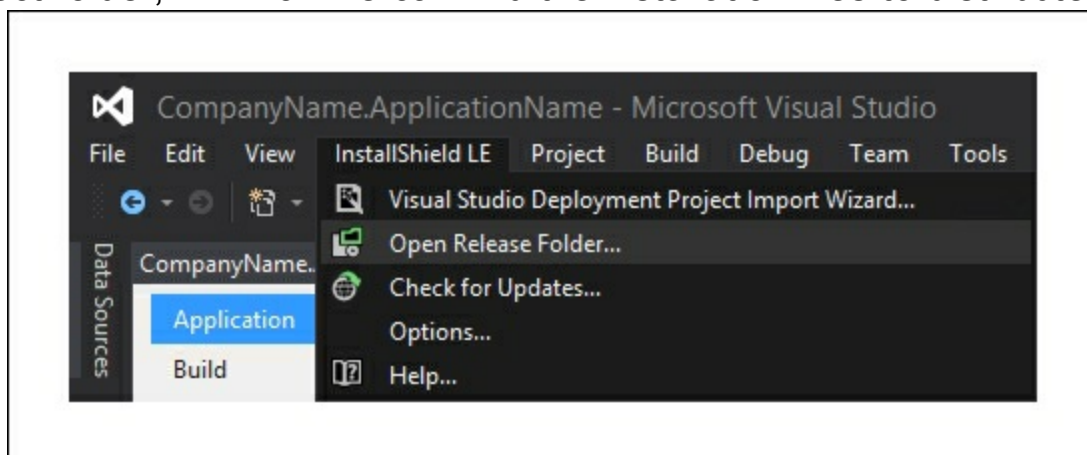 CompanyName.ApplicationName - Microsoft Visual Studio
File Edit View InstallShield LE Project Build Debug Team Tools
Visual Studio Deployment Project Import Wizard...
Open Release Folder...
Check for Updates...
Options...
Help...
Data Sources
CompanyName..
Application
Build